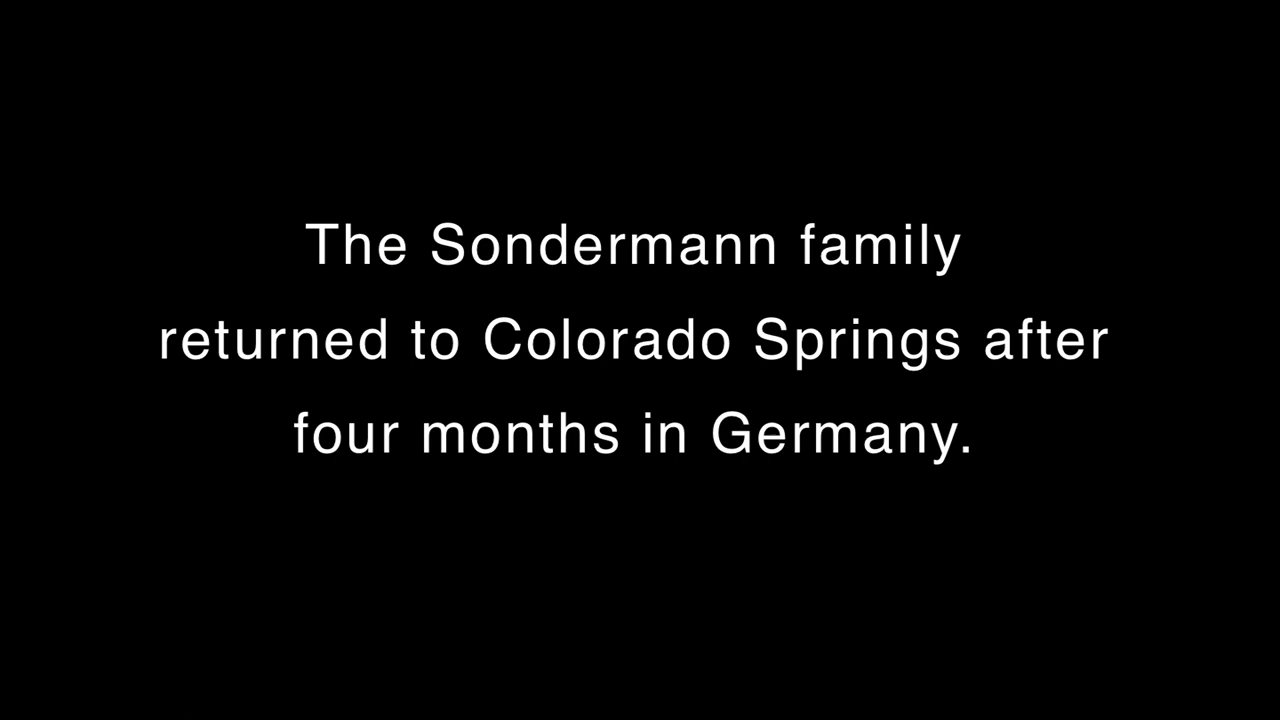 The Sondermann family
returned to Colorado Springs after
four months in Germany.